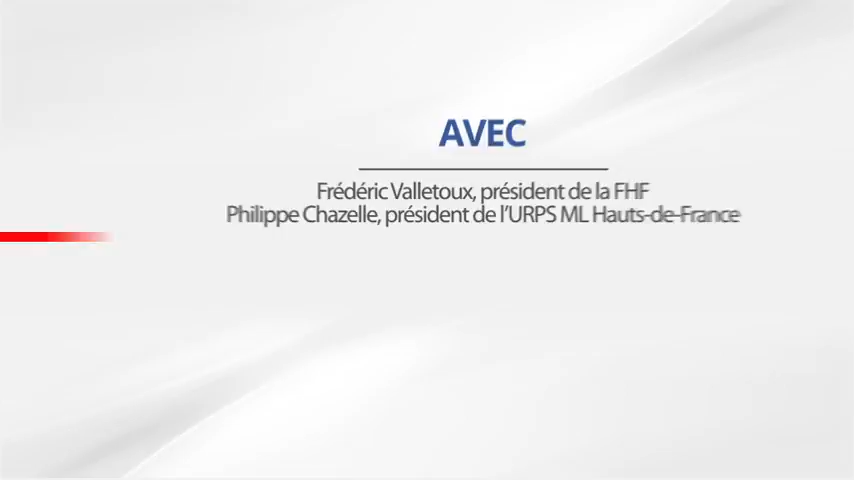 AVEC
Frédéric Valletoux, président de la FHF
Philippe Chazelle, président de l'URPS ML Hauts-de-France